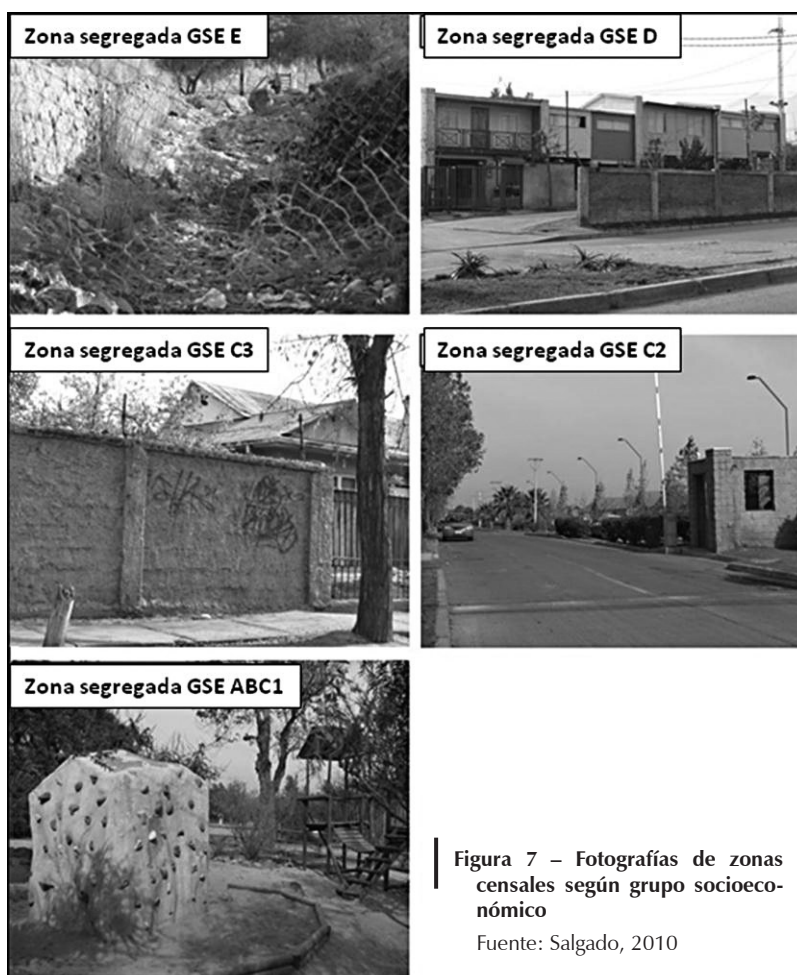 Zona segregada GSE E
Zona segregada GSE D
Zona segregada GSE C3
Zona segregada GSE C2
Zona segregada GSE ABC1
Figura 7 – Fotografías de zonas
censales según grupo socioeco-
nómico
Fuente: Salgado, 2010